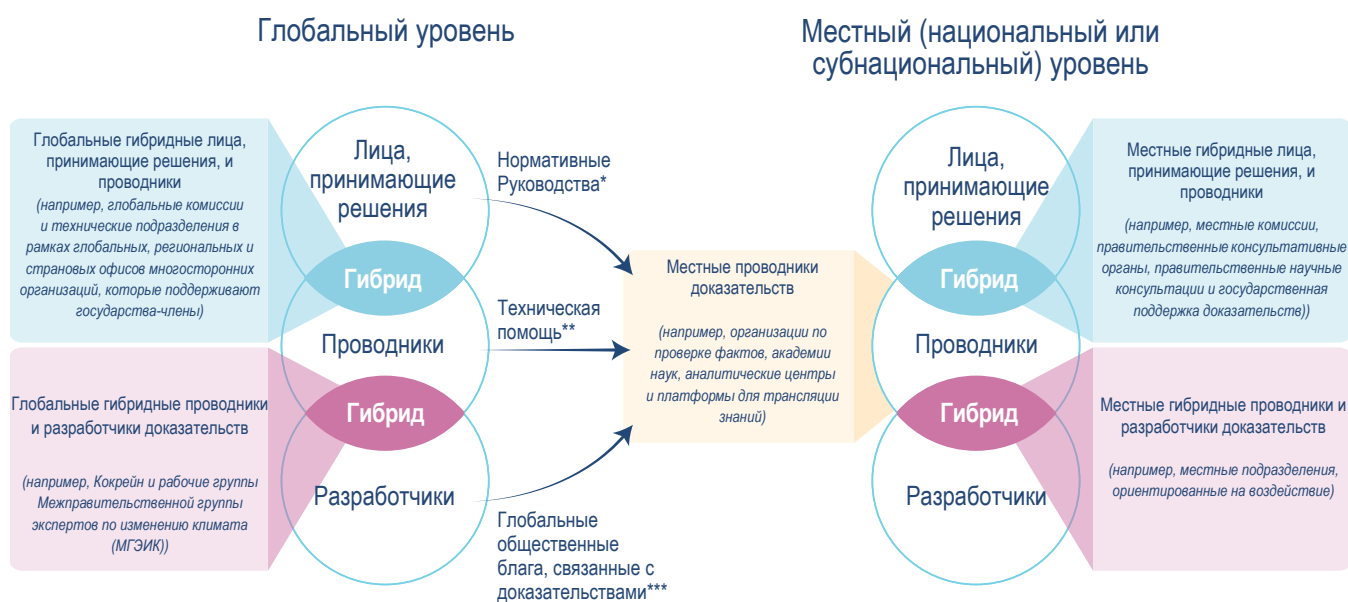 Глобальный уровень
Местный (национальный или
субнациональный) уровень
Глобальные гибридные лица,
принимающие решения, и
проводники
(например, глобальные комиссии
и технические подразделения в
рамках глобальных, региональных и
страновых офисов многосторонних
организаций, которые поддерживают
государства-члены)
Глобальные гибридные проводники
и разработчики доказательств
(например, Кокрейн и рабочие группы
Межправительственной группы
экспертов по изменению климата
(МГЭИК))
Лица,
принимающие
решения
Гибрид
Проводники
Гибрид
Разработчики
Нормативные
Руководства*
Техническая
помощь**
Глобальные
общественные
блага, связанные с
доказательствами***
Местные проводники
доказательств
(например, организации по
проверке фактов, академии
наук, аналитические центры
и платформы для трансляции
знаний)
Лица,
принимающие
решения
Гибрид
Проводники
Гибрид
Разработчики
Местные гибридные лица,
принимающие решения, и
проводники
(например, местные комиссии,
правительственные консультативные
органы, правительственные научные
консультации и государственная
поддержка доказательств))
Местные гибридные проводники и
разработчики доказательств
(например, местные подразделения,
ориентированные на воздействие)